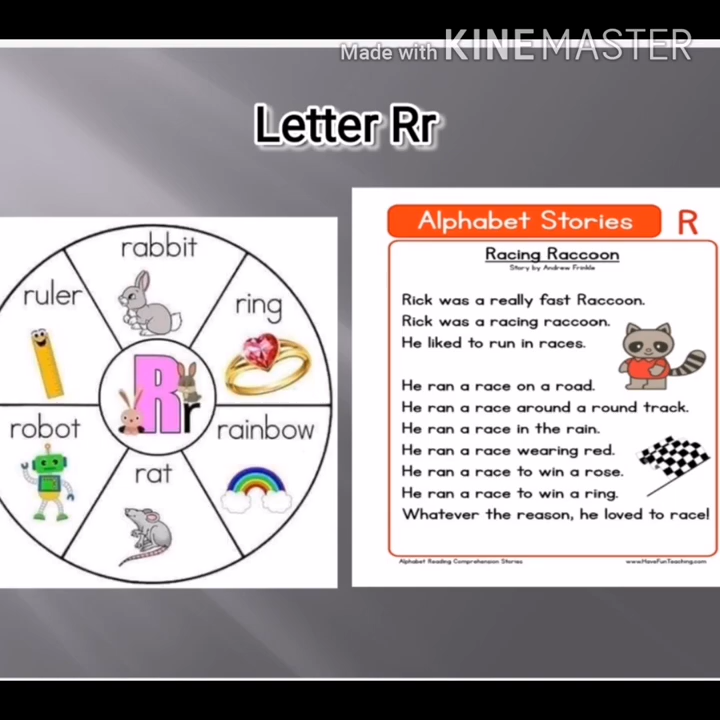 Made with KINEMASTER
Letter Rr
rabbit
ruler
ring
Rr
robot
rainbow
rat
Alphabet Stories R
Racing Raccoon
Story by Andrew Frinkle
Rick was a really fast Raccoon.
Rick was a racing raccoon.
He liked to run in races.
He ran a race on a road.
He ran a race around a round track.
He ran a race in the rain.
He ran a race wearing red.
He ran a race to win a rose.
He ran a race to win a ring.
Whatever the reason, he loved to race!
Alphabet Reading Comprehension Stories
www.HaveFunTeaching.com